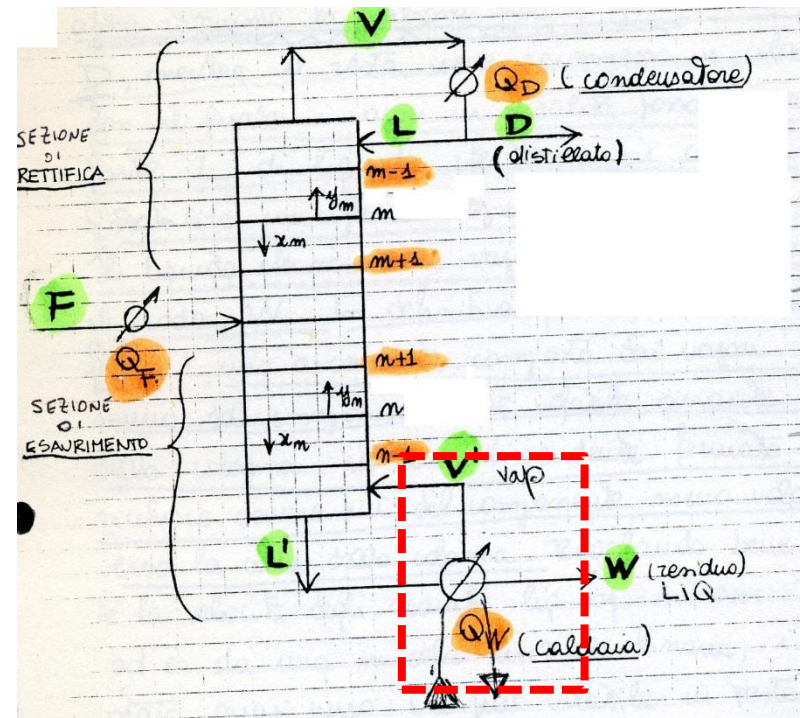 V
QD (condensatore)
L
D
(distillato)
SEZIONE
DI
RETTIFICA
m-1
ym
m
xm
m+1
F
QF
n+1
SEZIONE
DI
ESAURIMENTO
yn
n
xn
n-1
V'
vap
L'
W (residuo)
LIQ
QW
(caldaia)